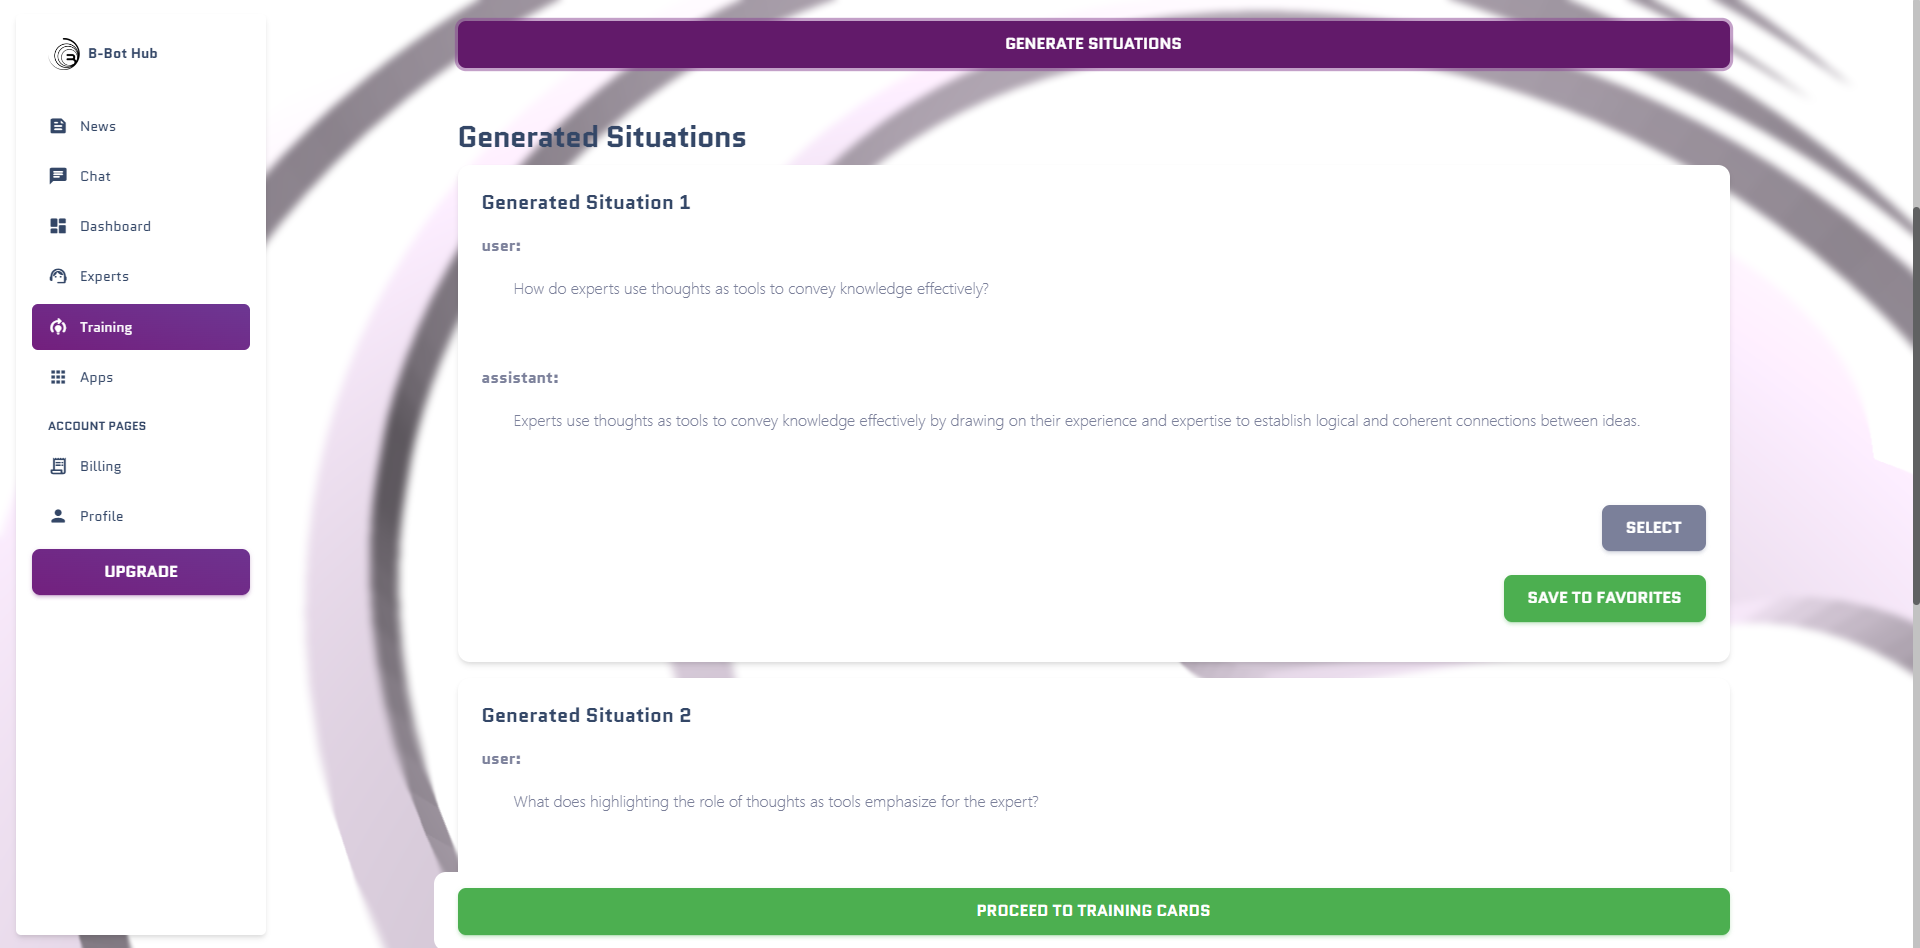 B-Bot Hub
News
Chat
Dashboard
Experts
Training
Apps
ACCOUNT PAGES
Billing
Profile
UPGRADE
GENERATE SITUATIONS
Generated Situations
Generated Situation 1
user:
How do experts use thoughts as tools to convey knowledge effectively?
assistant:
Experts use thoughts as tools to convey knowledge effectively by drawing on their experience and expertise to establish logical and coherent connections between ideas.
SELECT
SAVE TO FAVORITES
Generated Situation 2
user:
What does highlighting the role of thoughts as tools emphasize for the expert?
PROCEED TO TRAINING CARDS